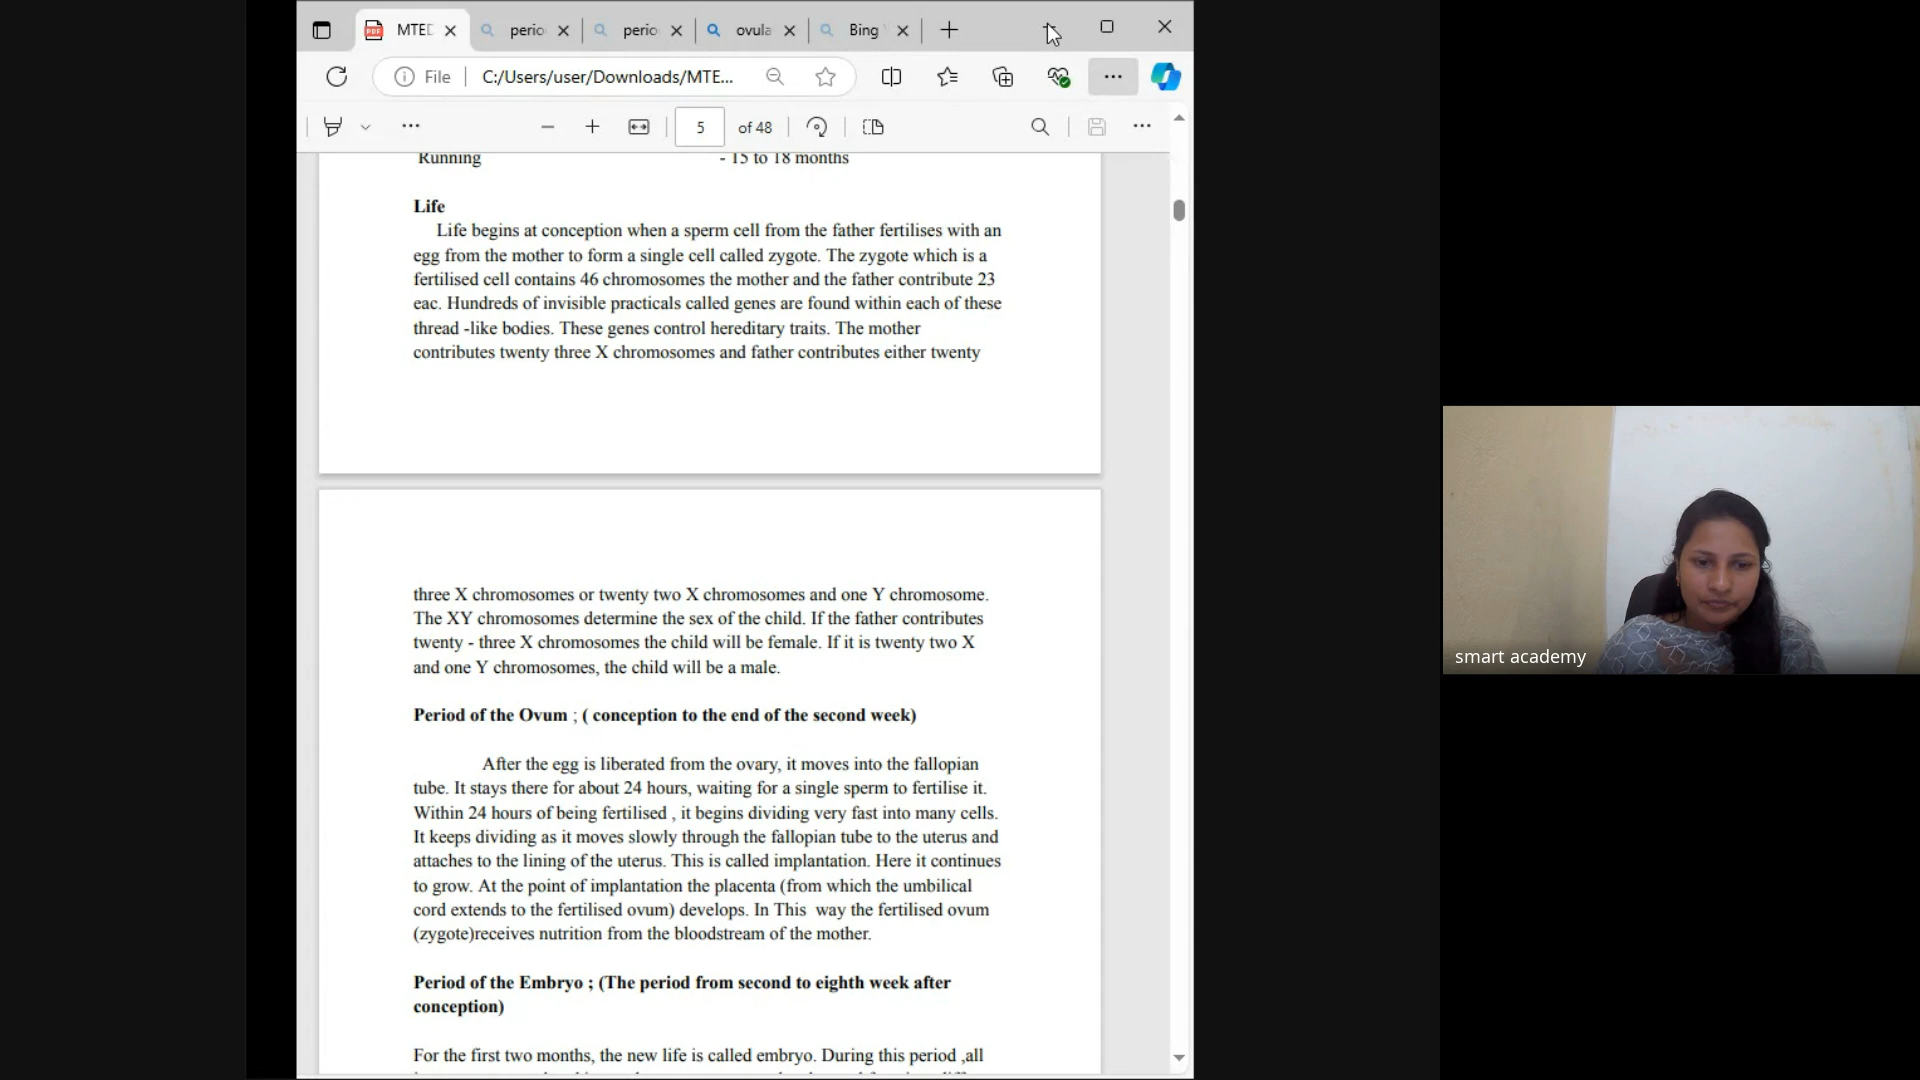 MTED
perio
perio
ovula
Bing
File
C:/Users/user/Downloads/MTE...
5
of 48
Running - 15 to 18 months
Life
Life begins at conception when a sperm cell from the father fertilises with an
egg from the mother to form a single cell called zygote. The zygote which is a
fertilised cell contains 46 chromosomes the mother and the father contribute 23
eac. Hundreds of invisible practicals called genes are found within each of these
thread -like bodies. These genes control hereditary traits. The mother
contributes twenty three X chromosomes and father contributes either twenty
three X chromosomes or twenty two X chromosomes and one Y chromosome.
The XY chromosomes determine the sex of the child. If the father contributes
twenty - three X chromosomes the child will be female. If it is twenty two X
and one Y chromosomes, the child will be a male.
Period of the Ovum ; ( conception to the end of the second week)
After the egg is liberated from the ovary, it moves into the fallopian
tube. It stays there for about 24 hours, waiting for a single sperm to fertilise it.
Within 24 hours of being fertilised , it begins dividing very fast into many cells.
It keeps dividing as it moves slowly through the fallopian tube to the uterus and
attaches to the lining of the uterus. This is called implantation. Here it continues
to grow. At the point of implantation the placenta (from which the umbilical
cord extends to the fertilised ovum) develops. In This way the fertilised ovum
(zygote)receives nutrition from the bloodstream of the mother.
Period of the Embryo ; (The period from second to eighth week after
conception)
For the first two months, the new life is called embryo. During this period ,all
smart academy